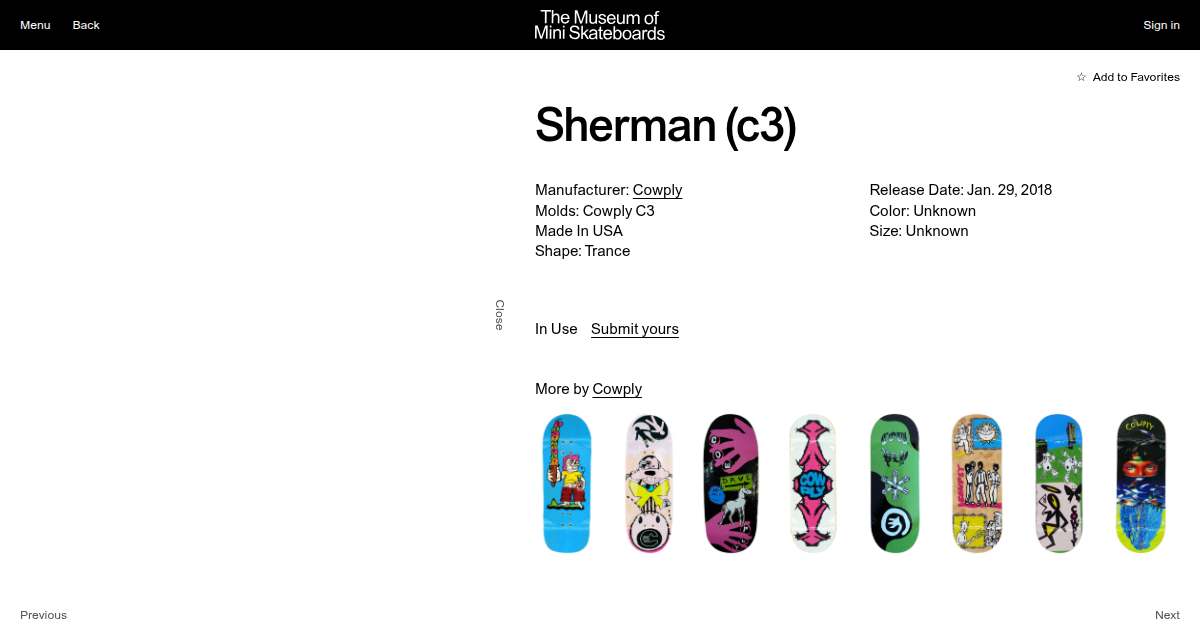 Menu
Back
The Museum of
Mini Skateboards
Sign in
☆ Add to Favorites
Sherman (c3)
Manufacturer: Cowply
Molds: Cowply C3
Made In USA
Shape: Trance
Release Date: Jan. 29, 2018
Color: Unknown
Size: Unknown
Close
In Use Submit yours
More by Cowply
COWPLY
Previous
Next